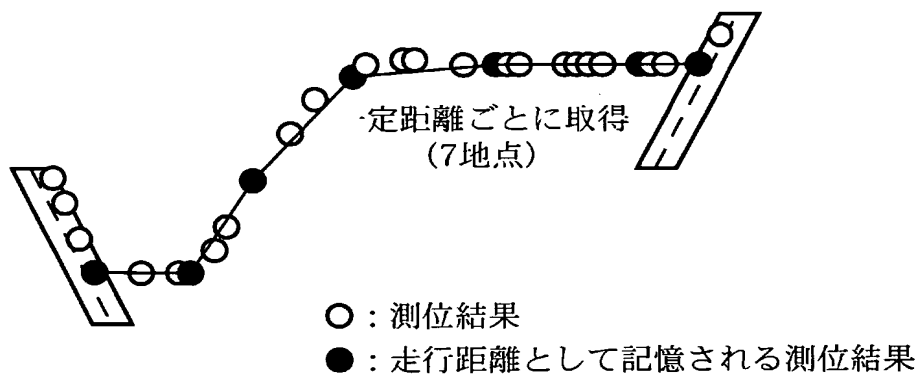 一定距離ごとに取得
(7地点)
○：測位結果
●：走行距離として記憶される測位結果